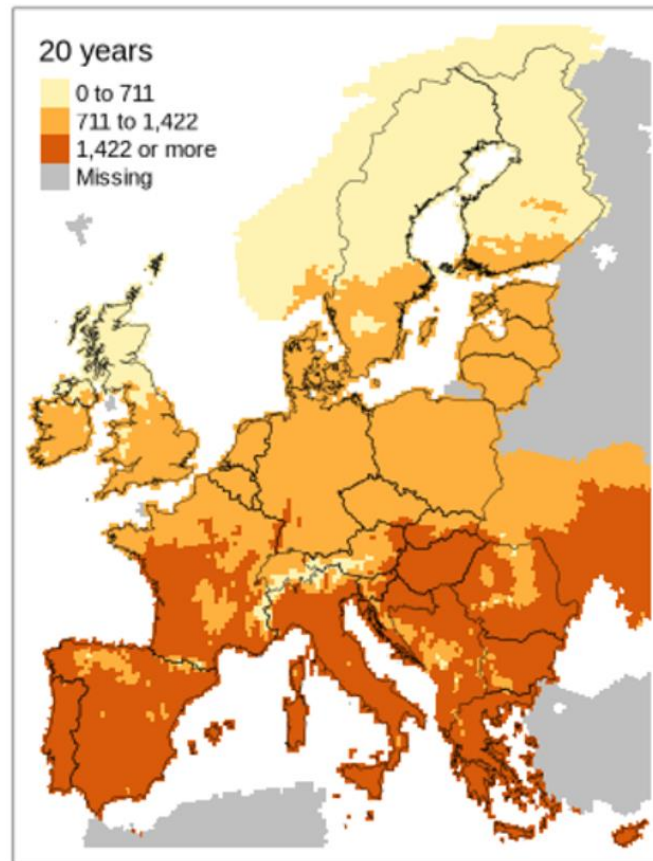 20 years
0 to 711
711 to 1,422
1,422 or more
Missing